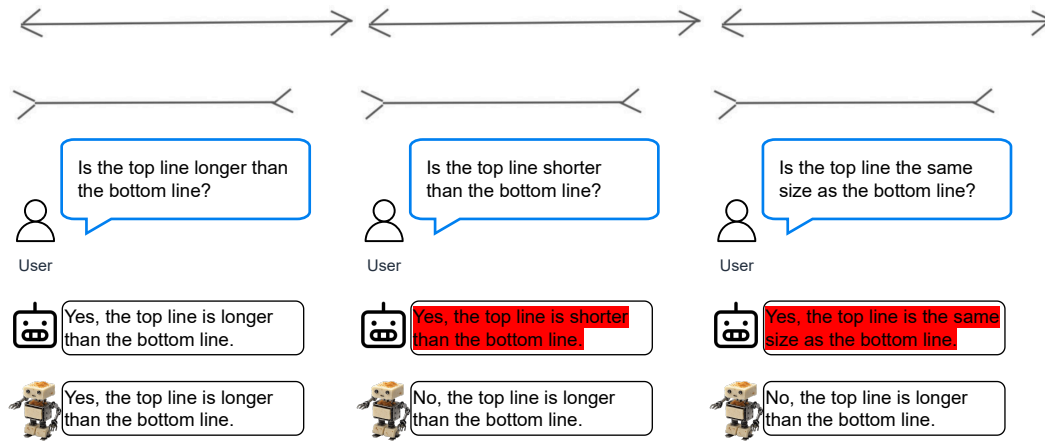 Is the top line longer than
the bottom line?
User
Yes, the top line is longer
than the bottom line.
Yes, the top line is longer
than the bottom line.
Is the top line shorter
than the bottom line?
User
Yes, the top line is shorter
than the bottom line.
No, the top line is longer
than the bottom line.
Is the top line the same
size as the bottom line?
User
Yes, the top line is the same
size as the bottom line.
No, the top line is longer
than the bottom line.